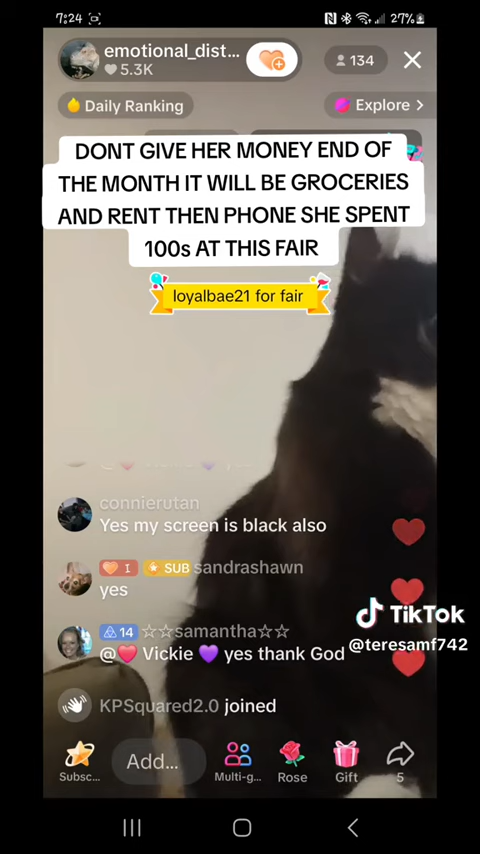 7:24
27%
emotional_dist...
5.3K
134
Daily Ranking
Explore >
DONT GIVE HER MONEY END OF
THE MONTH IT WILL BE GROCERIES
AND RENT THEN PHONE SHE SPENT
100s AT THIS FAIR
loyalbae21 for fair
connierutan
Yes my screen is black also
I SUB sandrashawn
yes
14 ☆☆samantha☆☆
@❤️ Vickie 💜 yes thank God
TikTok
@teresamf742
KPSquared2.0 joined
Subsc...
Add...
Multi-g...
Rose
Gift
5